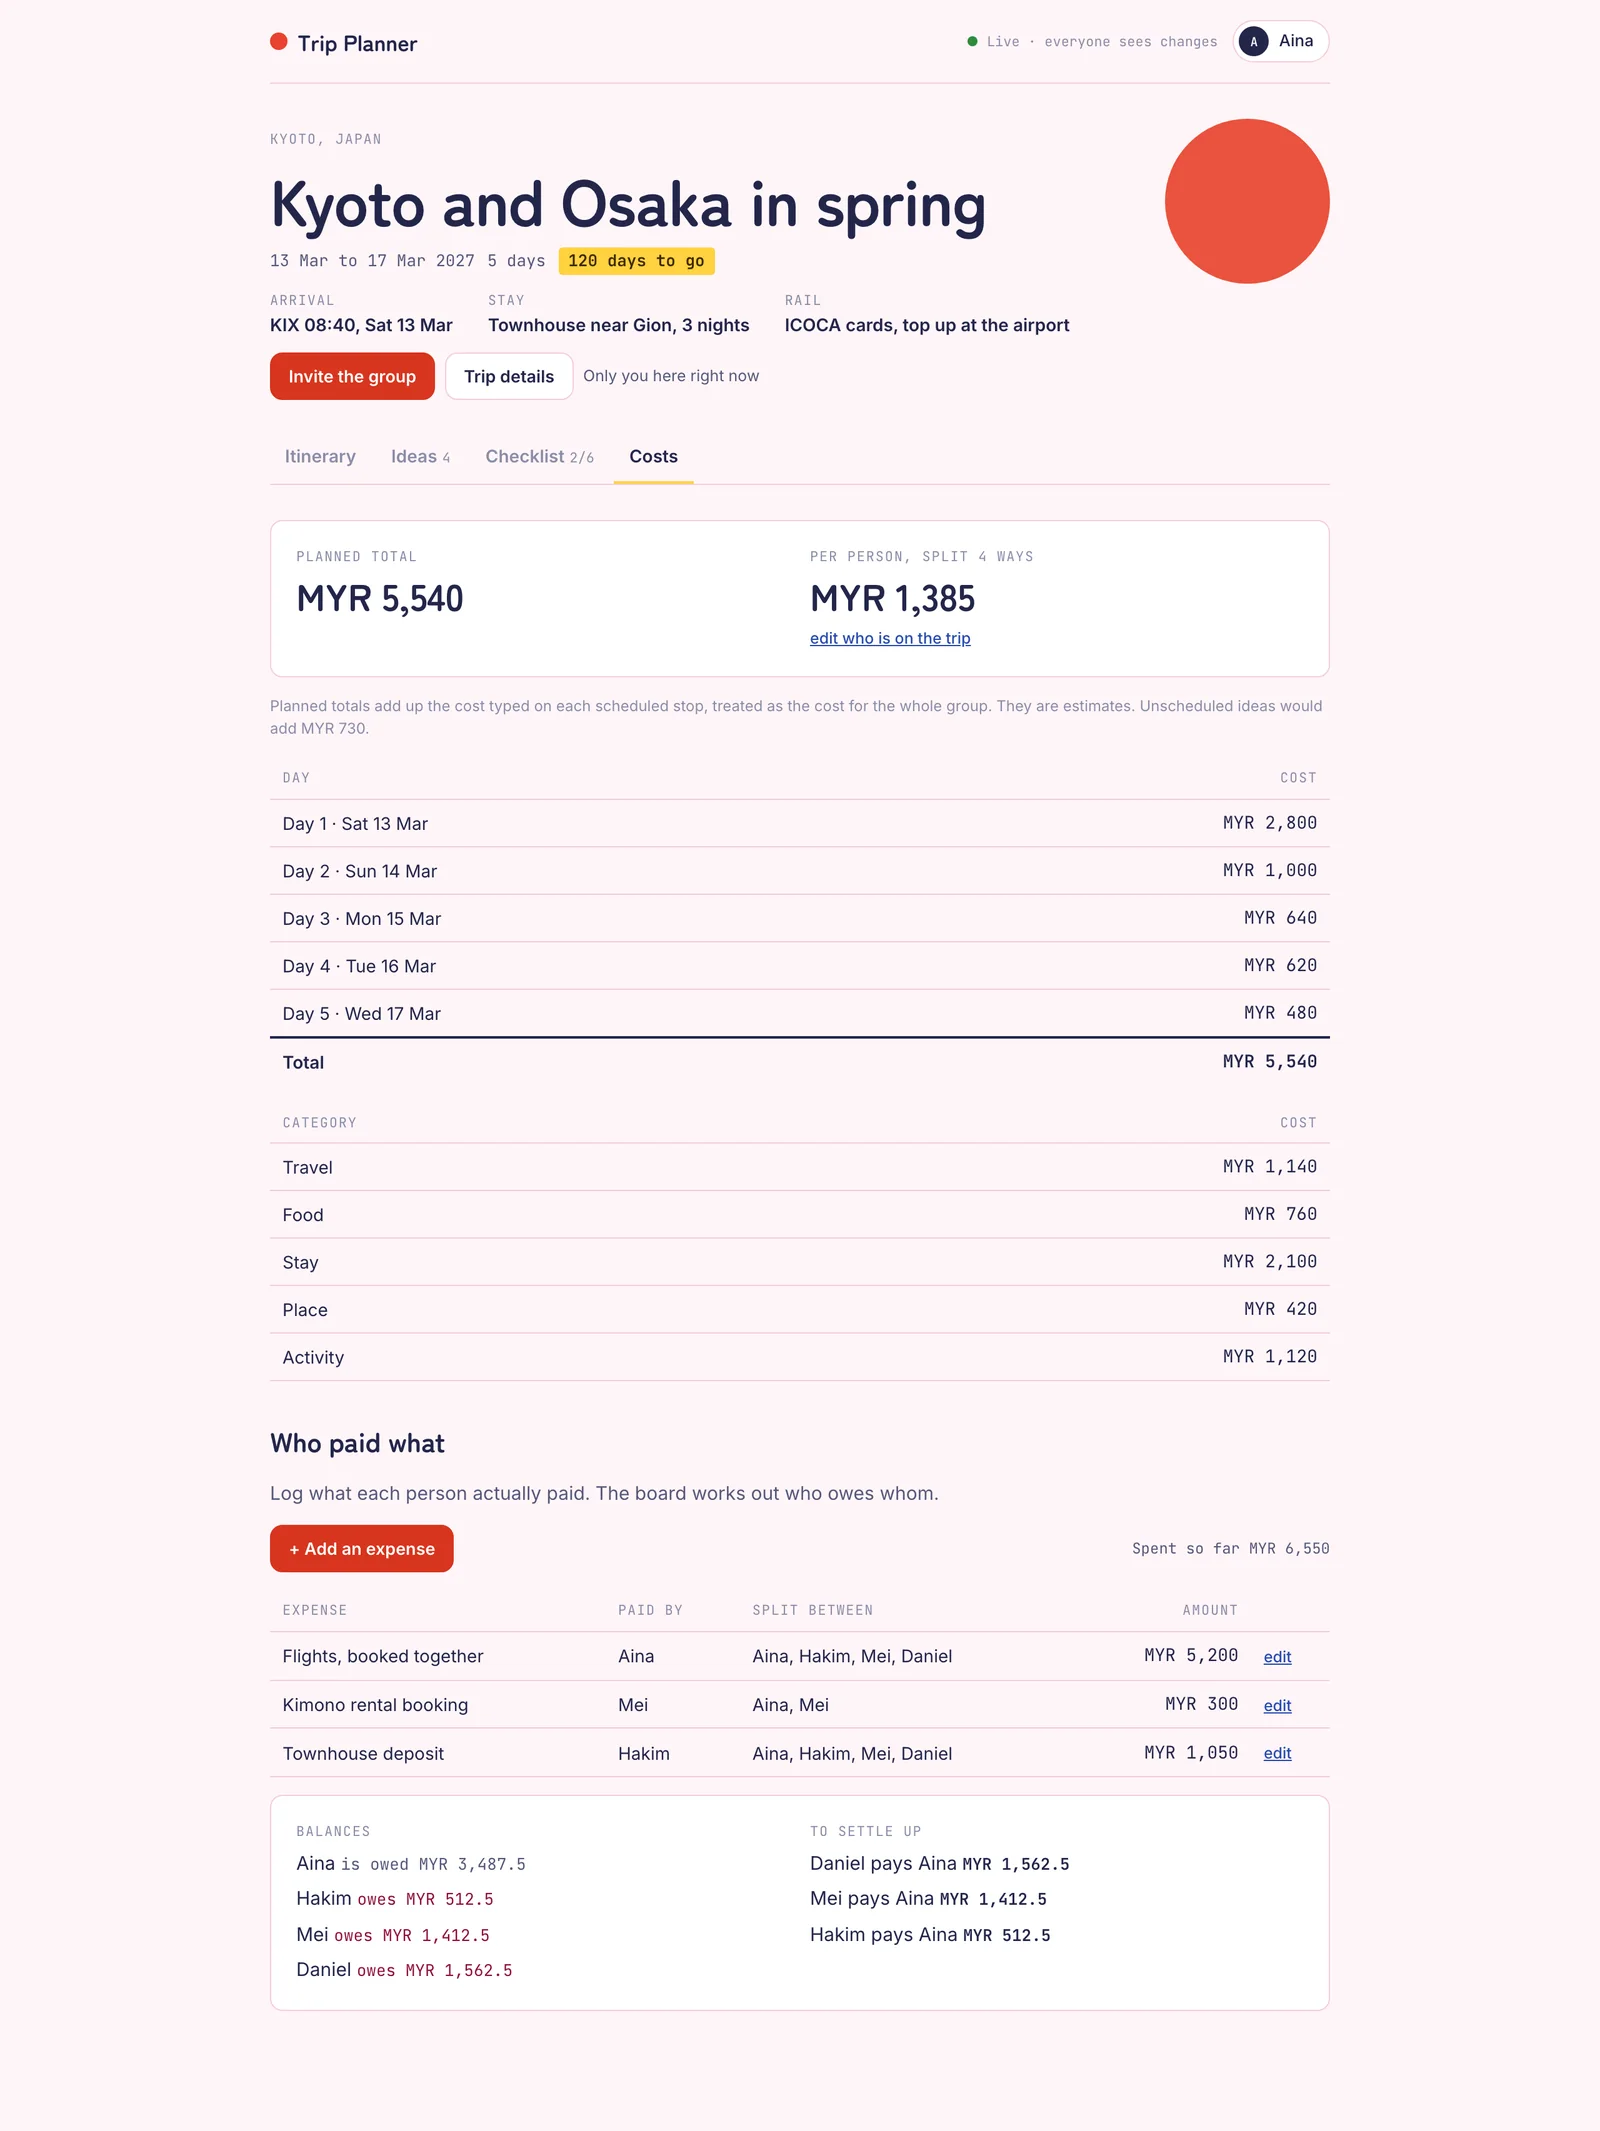 Trip Planner
Live · everyone sees changes
A
Aina
KYOTO, JAPAN
Kyoto and Osaka in spring
13 Mar to 17 Mar 2027 5 days 120 days to go
ARRIVAL STAY RAIL
KIX 08:40, Sat 13 Mar Townhouse near Gion, 3 nights ICOCA cards, top up at the airport
Invite the group Trip details Only you here right now
Itinerary Ideas 4 Checklist 2/6 Costs
PLANNED TOTAL
MYR 5,540
PER PERSON, SPLIT 4 WAYS
MYR 1,385
edit who is on the trip
Planned totals add up the cost typed on each scheduled stop, treated as the cost for the whole group. They are estimates. Unscheduled ideas would
add MYR 730.
DAY COST
Day 1 · Sat 13 Mar MYR 2,800
Day 2 · Sun 14 Mar MYR 1,000
Day 3 · Mon 15 Mar MYR 640
Day 4 · Tue 16 Mar MYR 620
Day 5 · Wed 17 Mar MYR 480
Total MYR 5,540
CATEGORY COST
Travel MYR 1,140
Food MYR 760
Stay MYR 2,100
Place MYR 420
Activity MYR 1,120
Who paid what
Log what each person actually paid. The board works out who owes whom.
+ Add an expense Spent so far MYR 6,550
EXPENSE PAID BY SPLIT BETWEEN AMOUNT
Flights, booked together Aina Aina, Hakim, Mei, Daniel MYR 5,200 edit
Kimono rental booking Mei Aina, Mei MYR 300 edit
Townhouse deposit Hakim Aina, Hakim, Mei, Daniel MYR 1,050 edit
BALANCES
Aina is owed MYR 3,487.5
Hakim owes MYR 512.5
Mei owes MYR 1,412.5
Daniel owes MYR 1,562.5
TO SETTLE UP
Daniel pays Aina MYR 1,562.5
Mei pays Aina MYR 1,412.5
Hakim pays Aina MYR 512.5